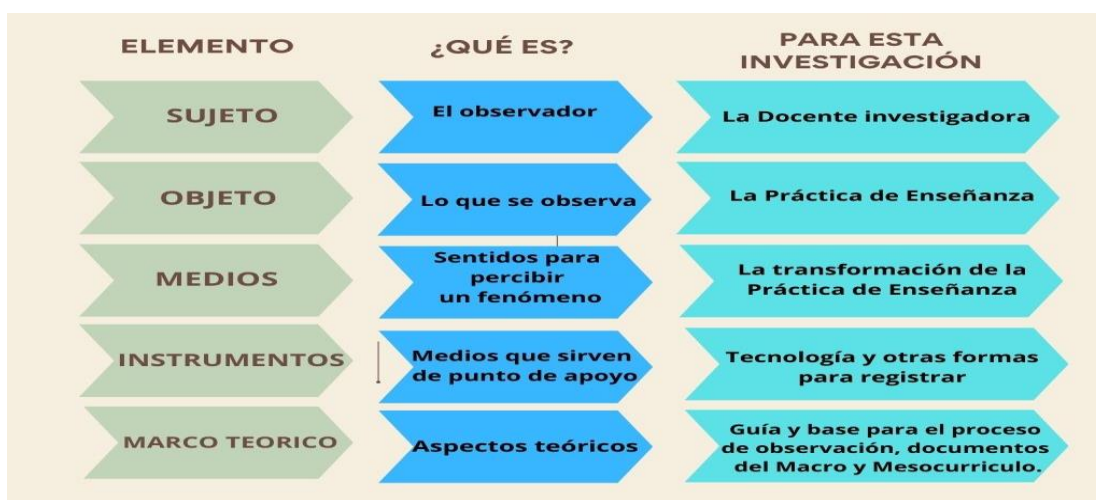 ELEMENTO
¿QUÉ ES?
PARA ESTA
INVESTIGACIÓN
SUJETO
El observador
La Docente investigadora
OBJETO
Lo que se observa
La Práctica de Enseñanza
MEDIOS
Sentidos para
percibir
un fenómeno
La transformación de la
Práctica de Enseñanza
INSTRUMENTOS
Medios que sirven
de punto de apoyo
Tecnología y otras formas
para registrar
MARCO TEORICO
Aspectos teóricos
Guía y base para el proceso
de observación, documentos
del Macro y Mesocurriculo.